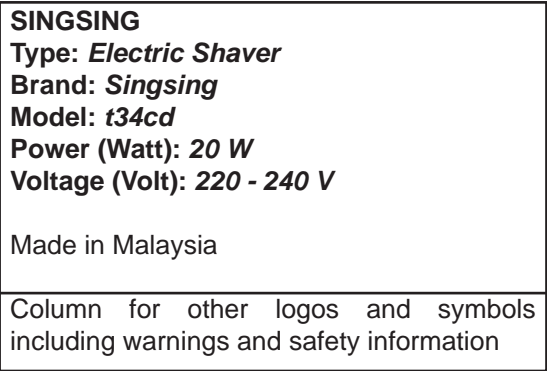 SINGSING
Type: Electric Shaver
Brand: Singsing
Model: t34cd
Power (Watt): 20 W
Voltage (Volt): 220 - 240 V
Made in Malaysia
Column for other logos and symbols
including warnings and safety information